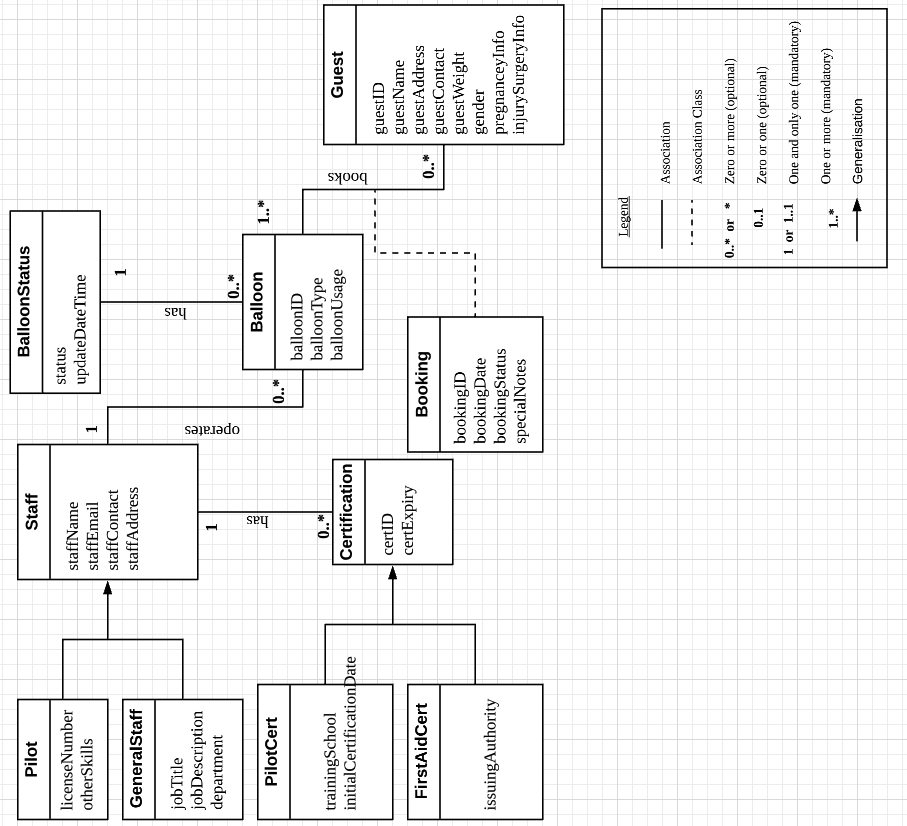 Pilot
licenseNumber
otherSkills
GeneralStaff
jobTitle
jobDescription
department
PilotCert
trainingSchool
initialCertificationDate
FirstAidCert
issuingAuthority
Staff
staffName
staffEmail
staffContact
staffAddress
1
has
0..*
Certification
certID
certExpiry
1
operates
0..*
BalloonStatus
status
updateDateTime
1
has
0..*
Balloon
balloonID
balloonType
balloonUsage
Booking
bookingID
bookingDate
bookingStatus
specialNotes
1..*
books
0..*
Guest
guestID
guestName
guestAddress
guestContact
guestWeight
gender
pregnanceyInfo
injurySurgeryInfo
Legend
Association
Association Class
0..* or * Zero or more (optional)
0..1 Zero or one (optional)
1 or 1..1 One and only one (mandatory)
1..* One or more (mandatory)
Generalisation